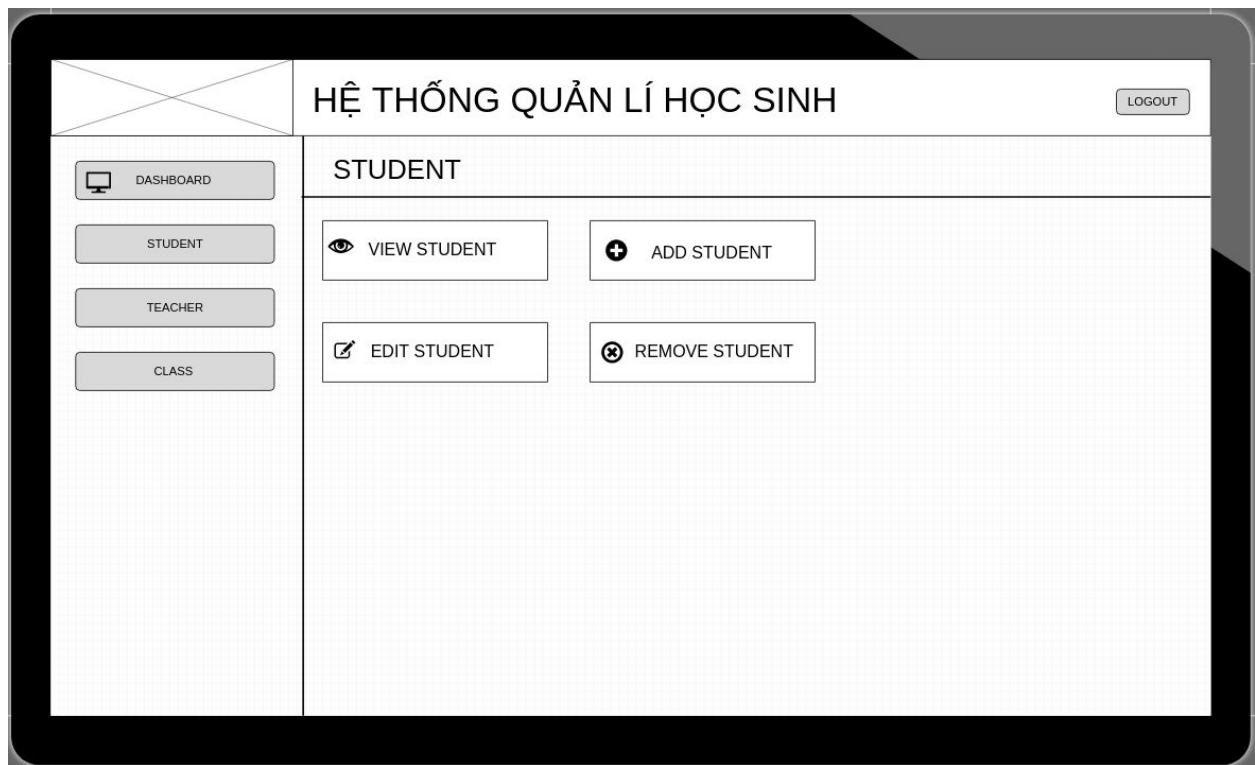 HỆ THỐNG QUẢN LÍ HỌC SINH
LOGOUT
DASHBOARD
STUDENT
TEACHER
CLASS
STUDENT
VIEW STUDENT
ADD STUDENT
EDIT STUDENT
REMOVE STUDENT